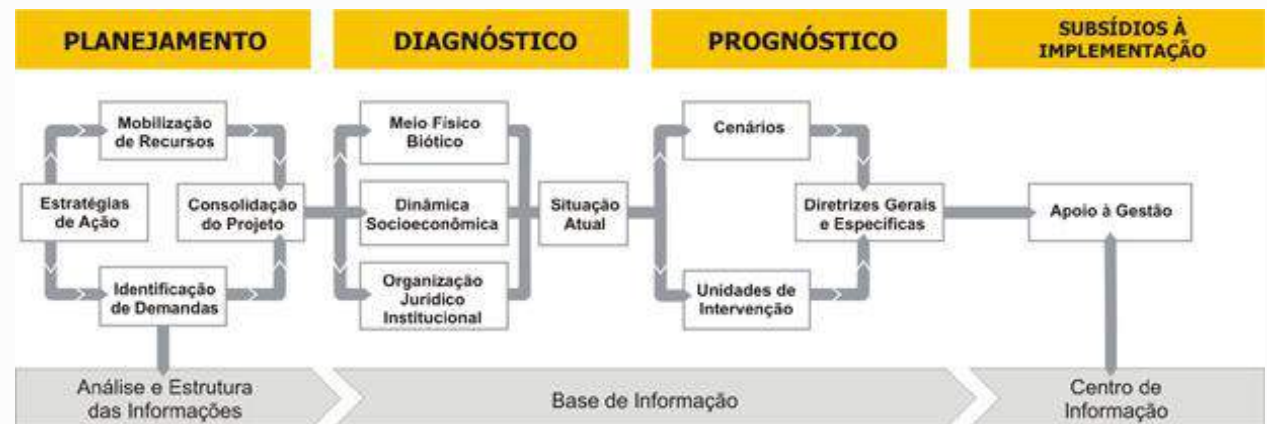 PLANEJAMENTO
DIAGNÓSTICO
PROGNÓSTICO
SUBSÍDIOS À
IMPLEMENTAÇÃO
Mobilização
de Recursos
Estratégias
de Ação
Consolidação
do Projeto
Identificação
de Demandas
Meio Físico
Biótico
Dinâmica
Socioeconômica
Organização
Jurídico
Institucional
Situação
Atual
Cenários
Unidades de
Intervenção
Diretrizes Gerais
e Específicas
Apoio à Gestão
Análise e Estrutura
das Informações
Base de Informação
Centro de
Informação